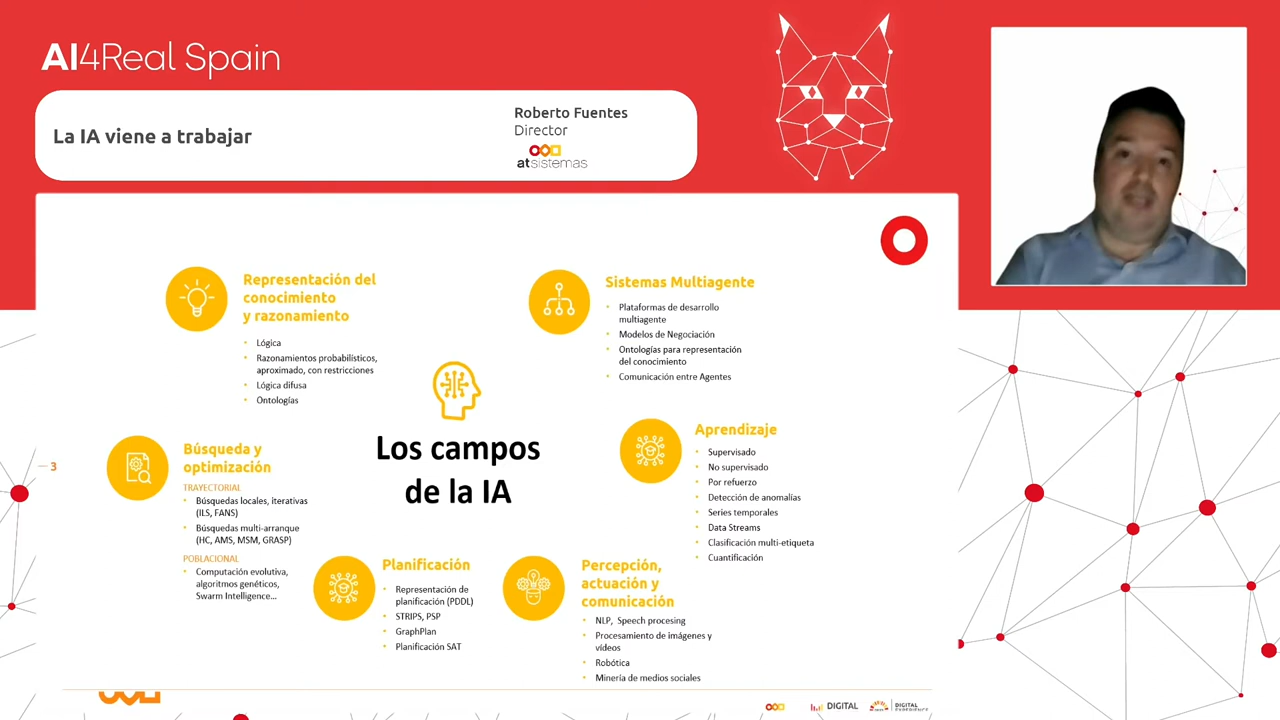 AI4Real Spain
La IA viene a trabajar
Roberto Fuentes
Director
atsistemas
Representación del
conocimiento
y razonamiento
• Lógica
• Razonamientos probabilísticos,
aproximado, con restricciones
• Lógica difusa
• Ontologías
Sistemas Multiagente
• Plataformas de desarrollo
multiagente
• Modelos de Negociación
• Ontologías para representación
del conocimiento
• Comunicación entre Agentes
Los campos
de la IA
Búsqueda y
optimización
TRAYECTORIAL
• Búsquedas locales, iterativas
(ILS, FANS)
• Búsquedas multi-arranque
(HC, AMS, MSM, GRASP)
POBLACIONAL
• Computación evolutiva,
algoritmos genéticos,
Swarm Intelligence...
Aprendizaje
• Supervisado
• No supervisado
• Por refuerzo
• Detección de anomalías
• Series temporales
• Data Streams
• Clasificación multi-etiqueta
• Cuantificación
Planificación
• Representación de
planificación (PDDL)
• STRIPS, PSP
• GraphPlan
• Planificación SAT
Percepción,
actuación y
comunicación
• NLP, Speech procesing
• Procesamiento de imágenes y
vídeos
• Robótica
• Minería de medios sociales
3
DIGITAL
DIGITAL
EXPERIENCE